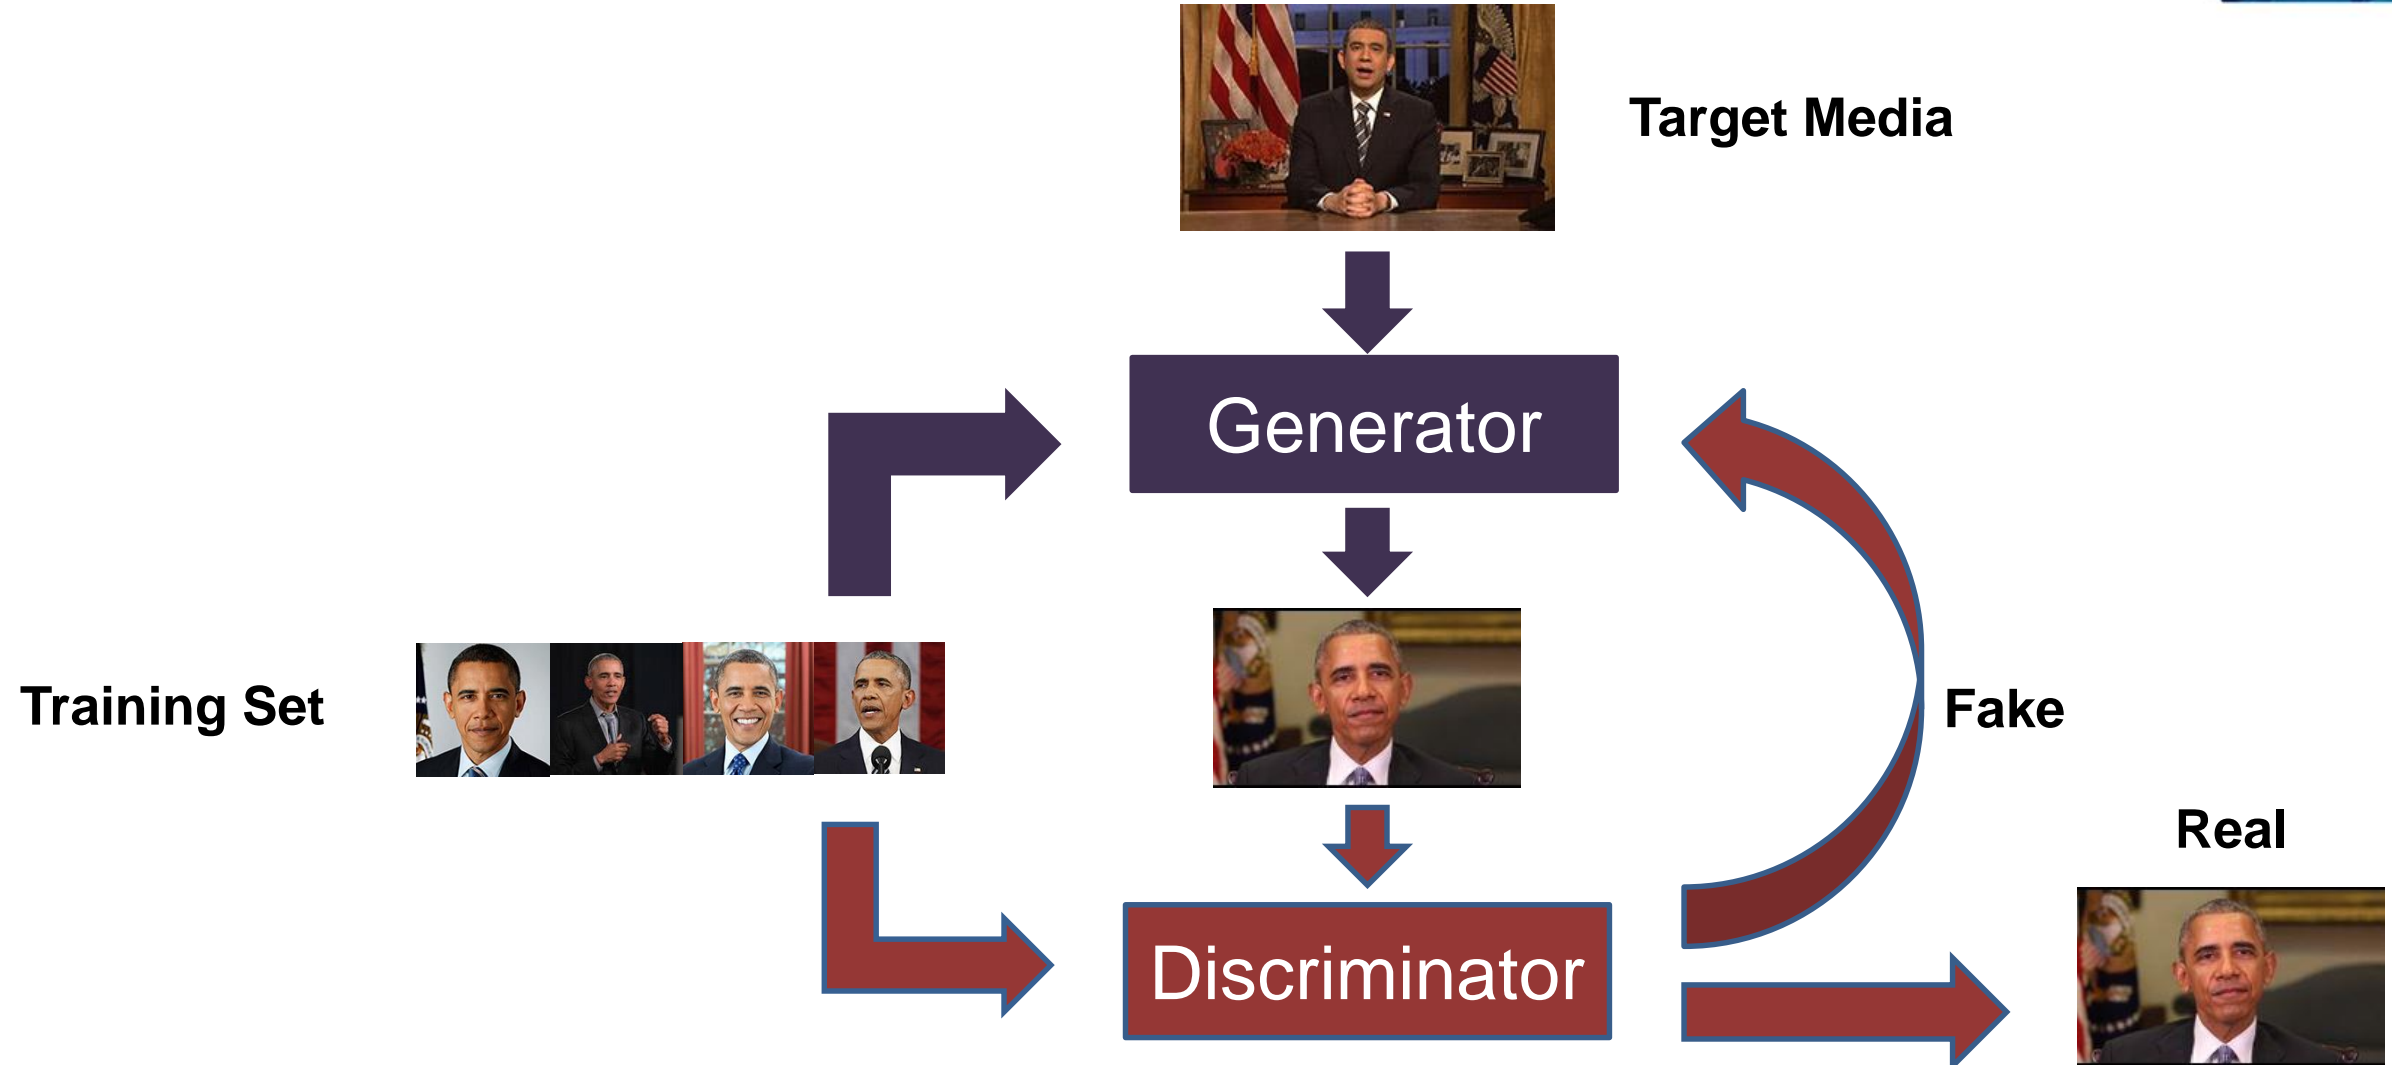 Target Media
Generator
Training Set
Fake
Real
Discriminator